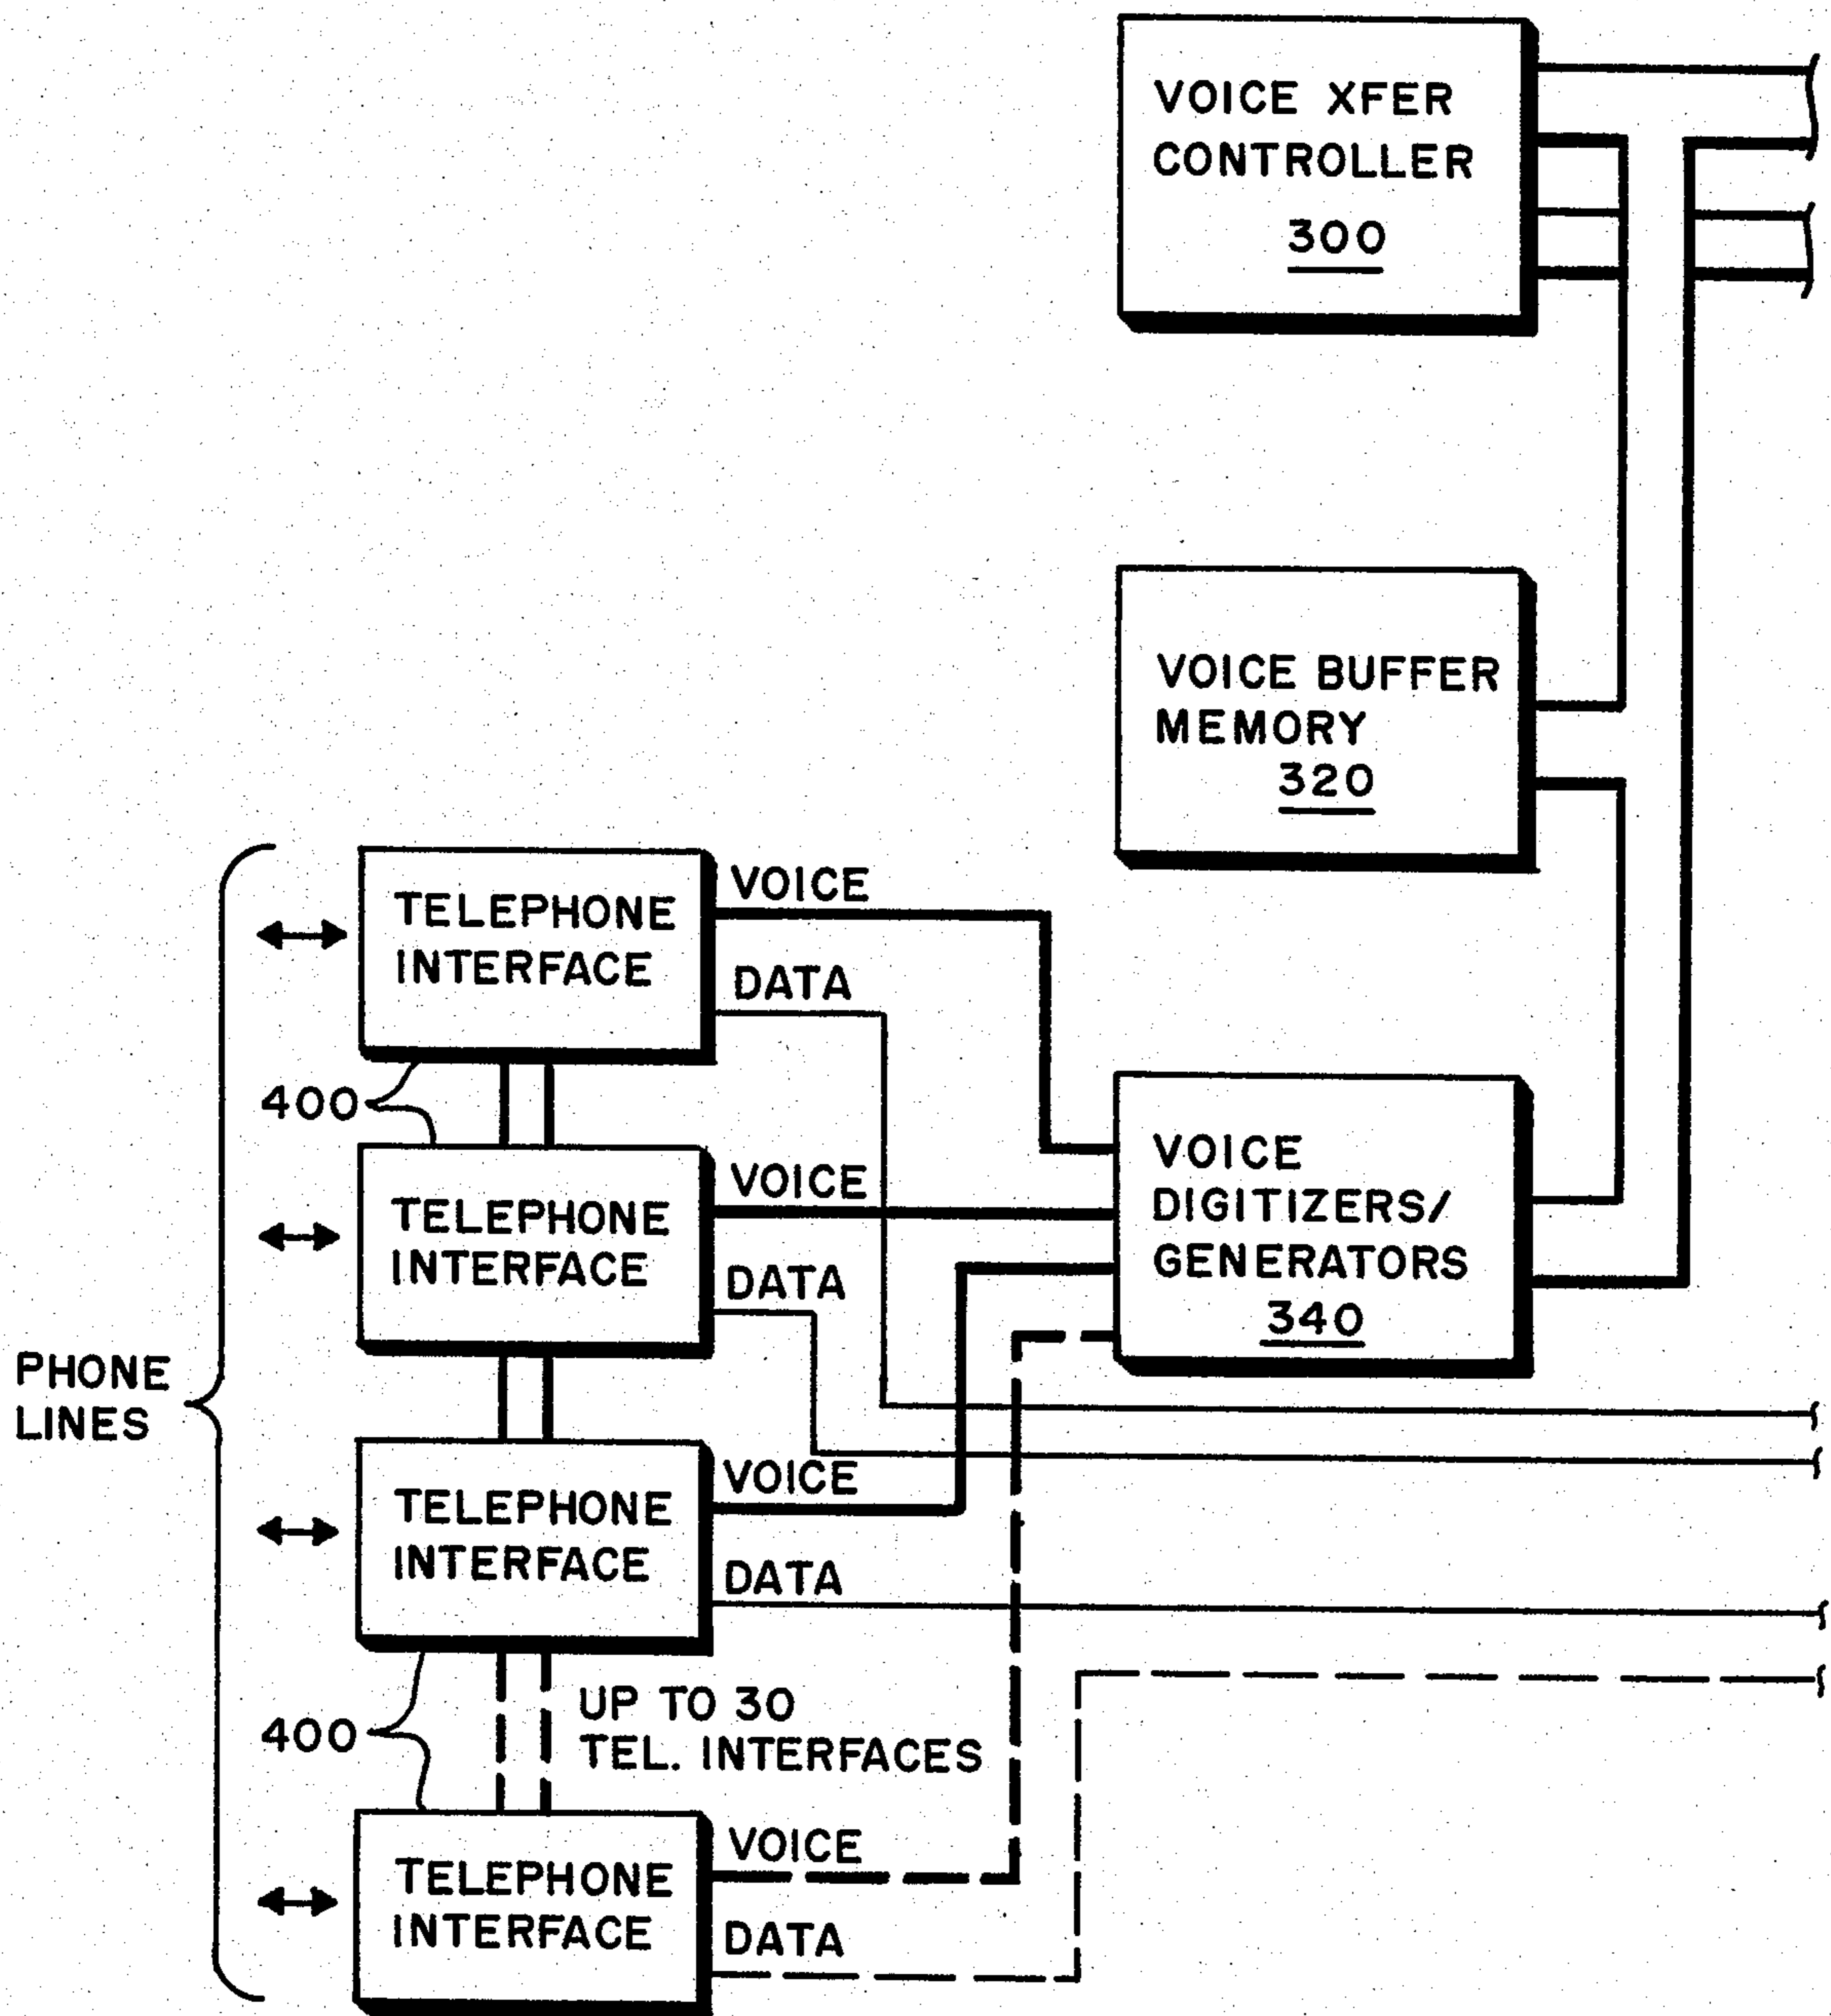 VOICE XFER
CONTROLLER
300
VOICE BUFFER
MEMORY
320
TELEPHONE
INTERFACE
VOICE
DATA
400
TELEPHONE
INTERFACE
VOICE
DATA
VOICE
DIGITIZERS/
GENERATORS
340
PHONE
LINES
TELEPHONE
INTERFACE
VOICE
DATA
400
UP TO 30
TEL. INTERFACES
TELEPHONE
INTERFACE
VOICE
DATA